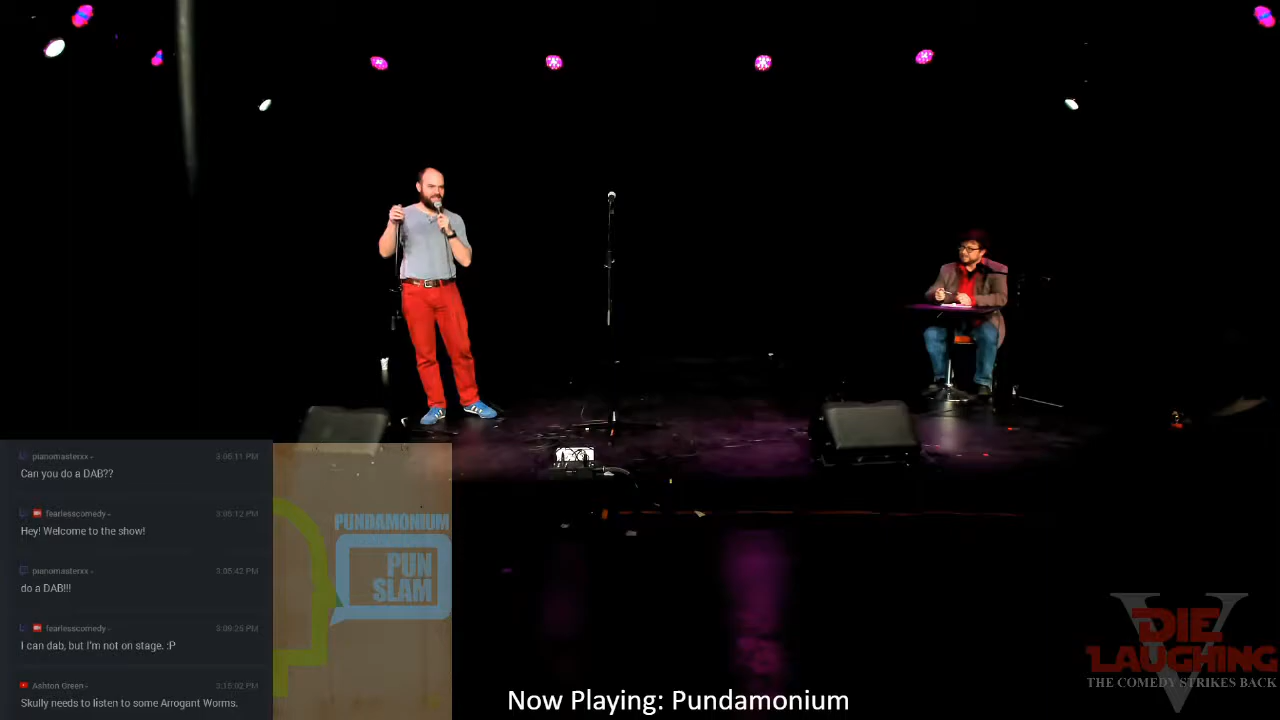 pianomasterxx -
3:05:11 PM
Can you do a DAB??
fearlesscomedy -
3:05:12 PM
Hey! Welcome to the show!
pianomasterxx -
3:05:42 PM
do a DAB!!!
fearlesscomedy -
3:09:25 PM
I can dab, but I'm not on stage. :P
Ashton Green -
3:15:02 PM
Skully needs to listen to some Arrogant Worms.
PUNDAMONIUM
PUN
SLAM
Now Playing: Pundamonium
V
DIE
LAUGHING
THE COMEDY STRIKES BACK